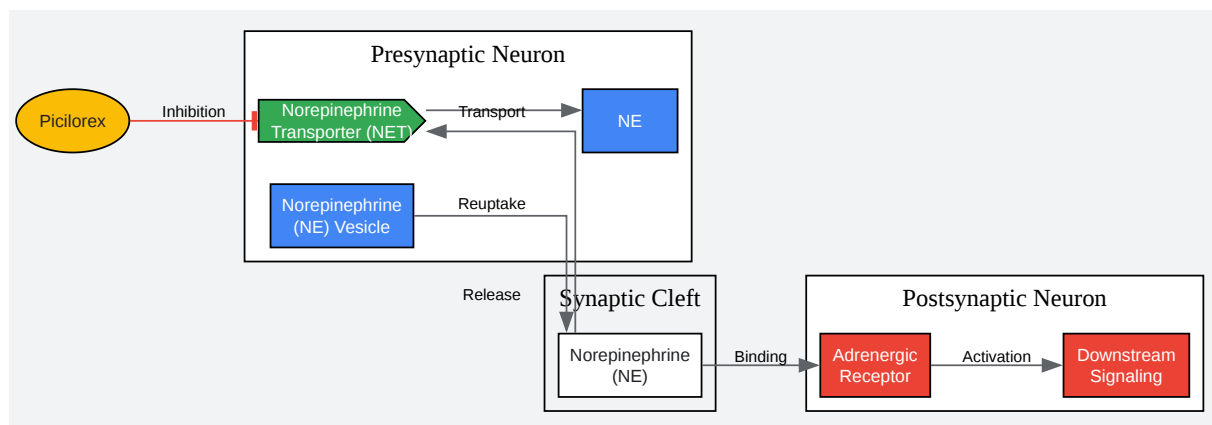 Presynaptic Neuron
Picilorex
Inhibition
Norepinephrine
Transporter (NET)
Transport
NE
Norepinephrine
(NE) Vesicle
Reuptake
Release
Synaptic Cleft
Norepinephrine
(NE)
Binding
Postsynaptic Neuron
Adrenergic
Receptor
Activation
Downstream
Signaling